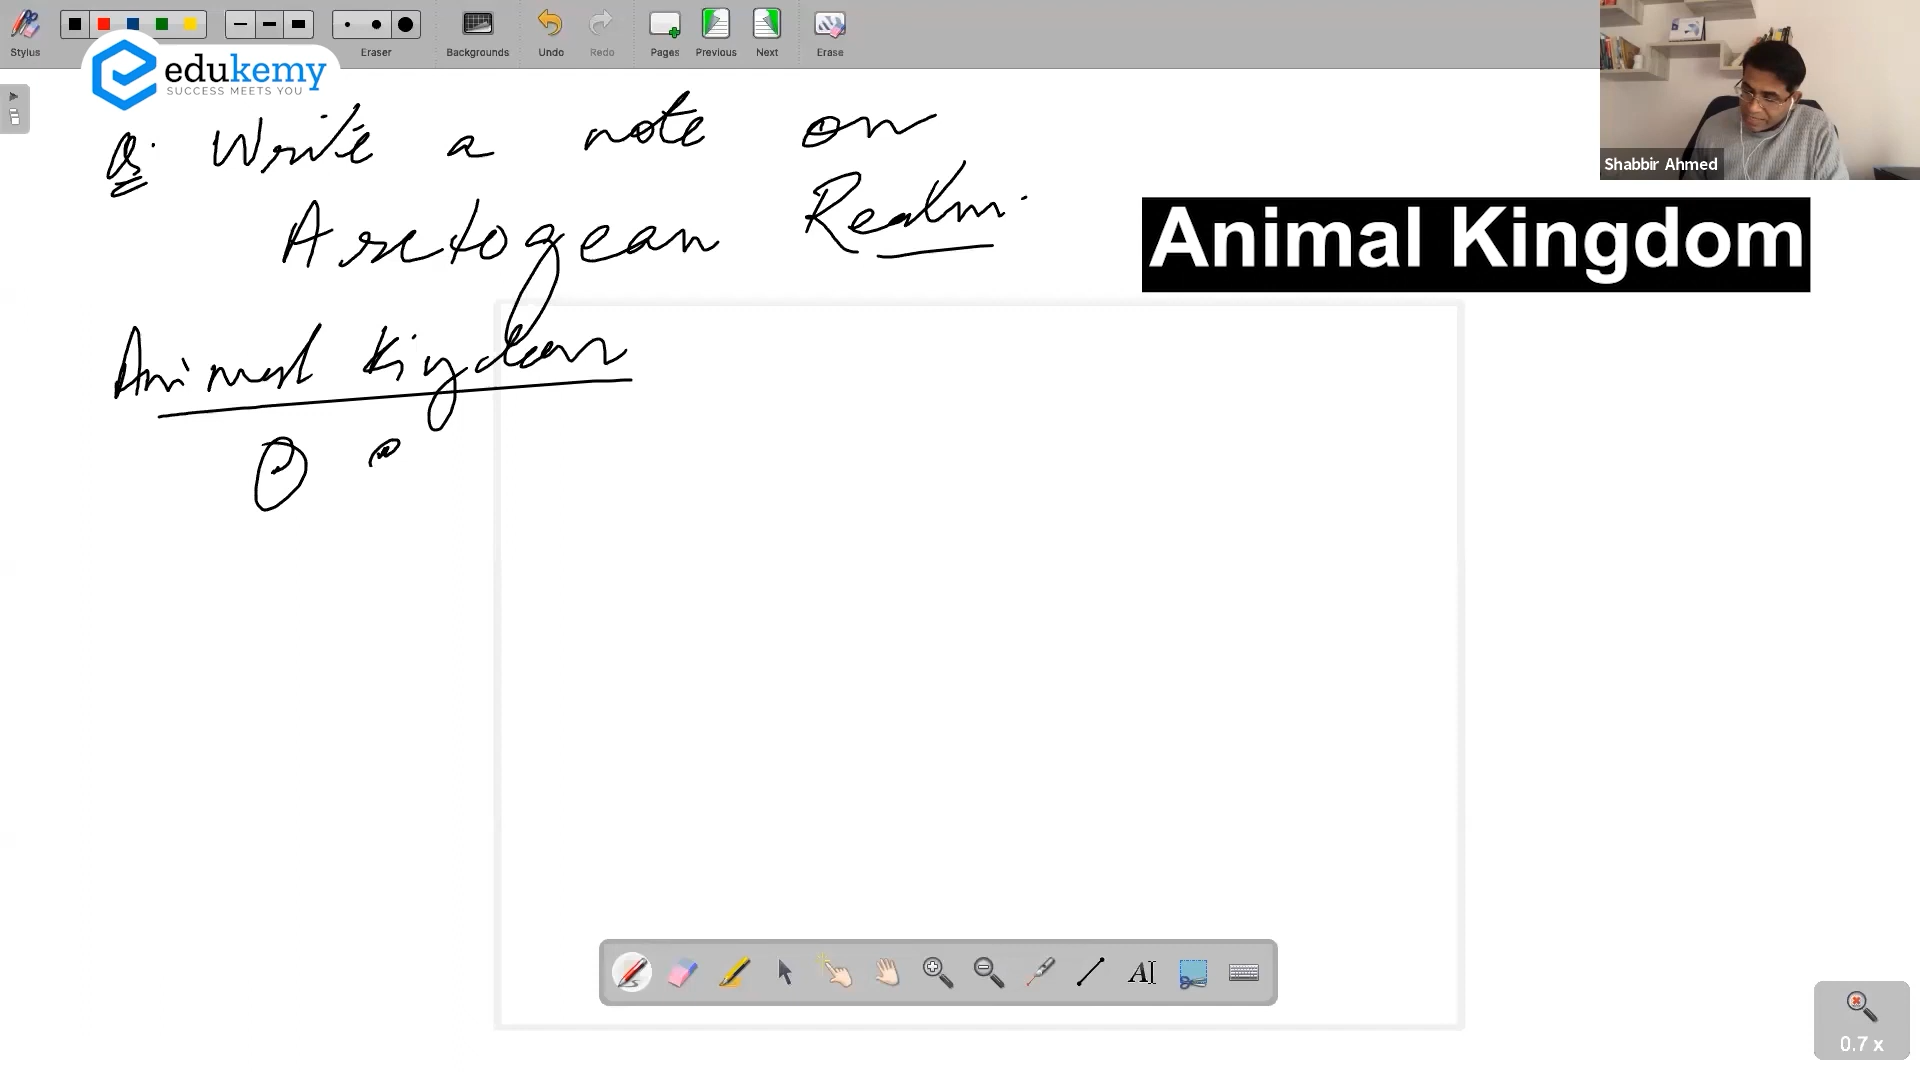 Stylus
Eraser
Backgrounds
Undo
Redo
Pages
Previous
Next
Erase
edukemy
SUCCESS MEETS YOU
Q. Write a note on
Arctogean Realm.
Shabbir Ahmed
Animal Kingdom
Animal Kingdom
0.7 x